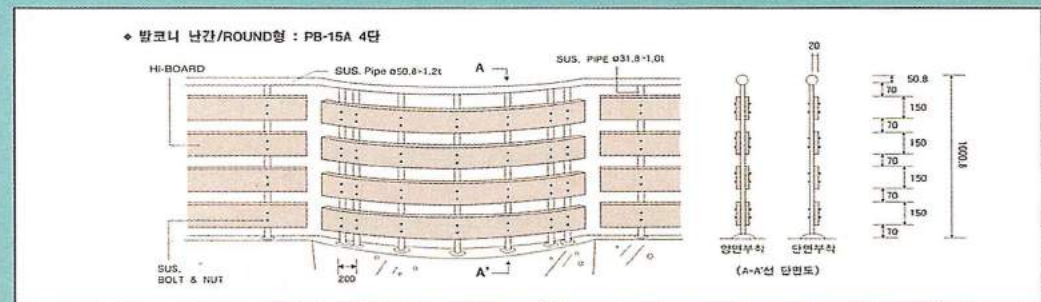 ❖ 발코니 난간/ROUND형 : PB-15A 4단
Hi-BOARD
SUS. Pipe ø50.8×1.2t
A
SUS. PIPE ø31.8×1.0t
20
50.8
70
150
70
150
70
150
70
150
70
1000.8
SUS.
BOLT & NUT
200
A'
양면부착
단면부착
(A-A'선 단면도)